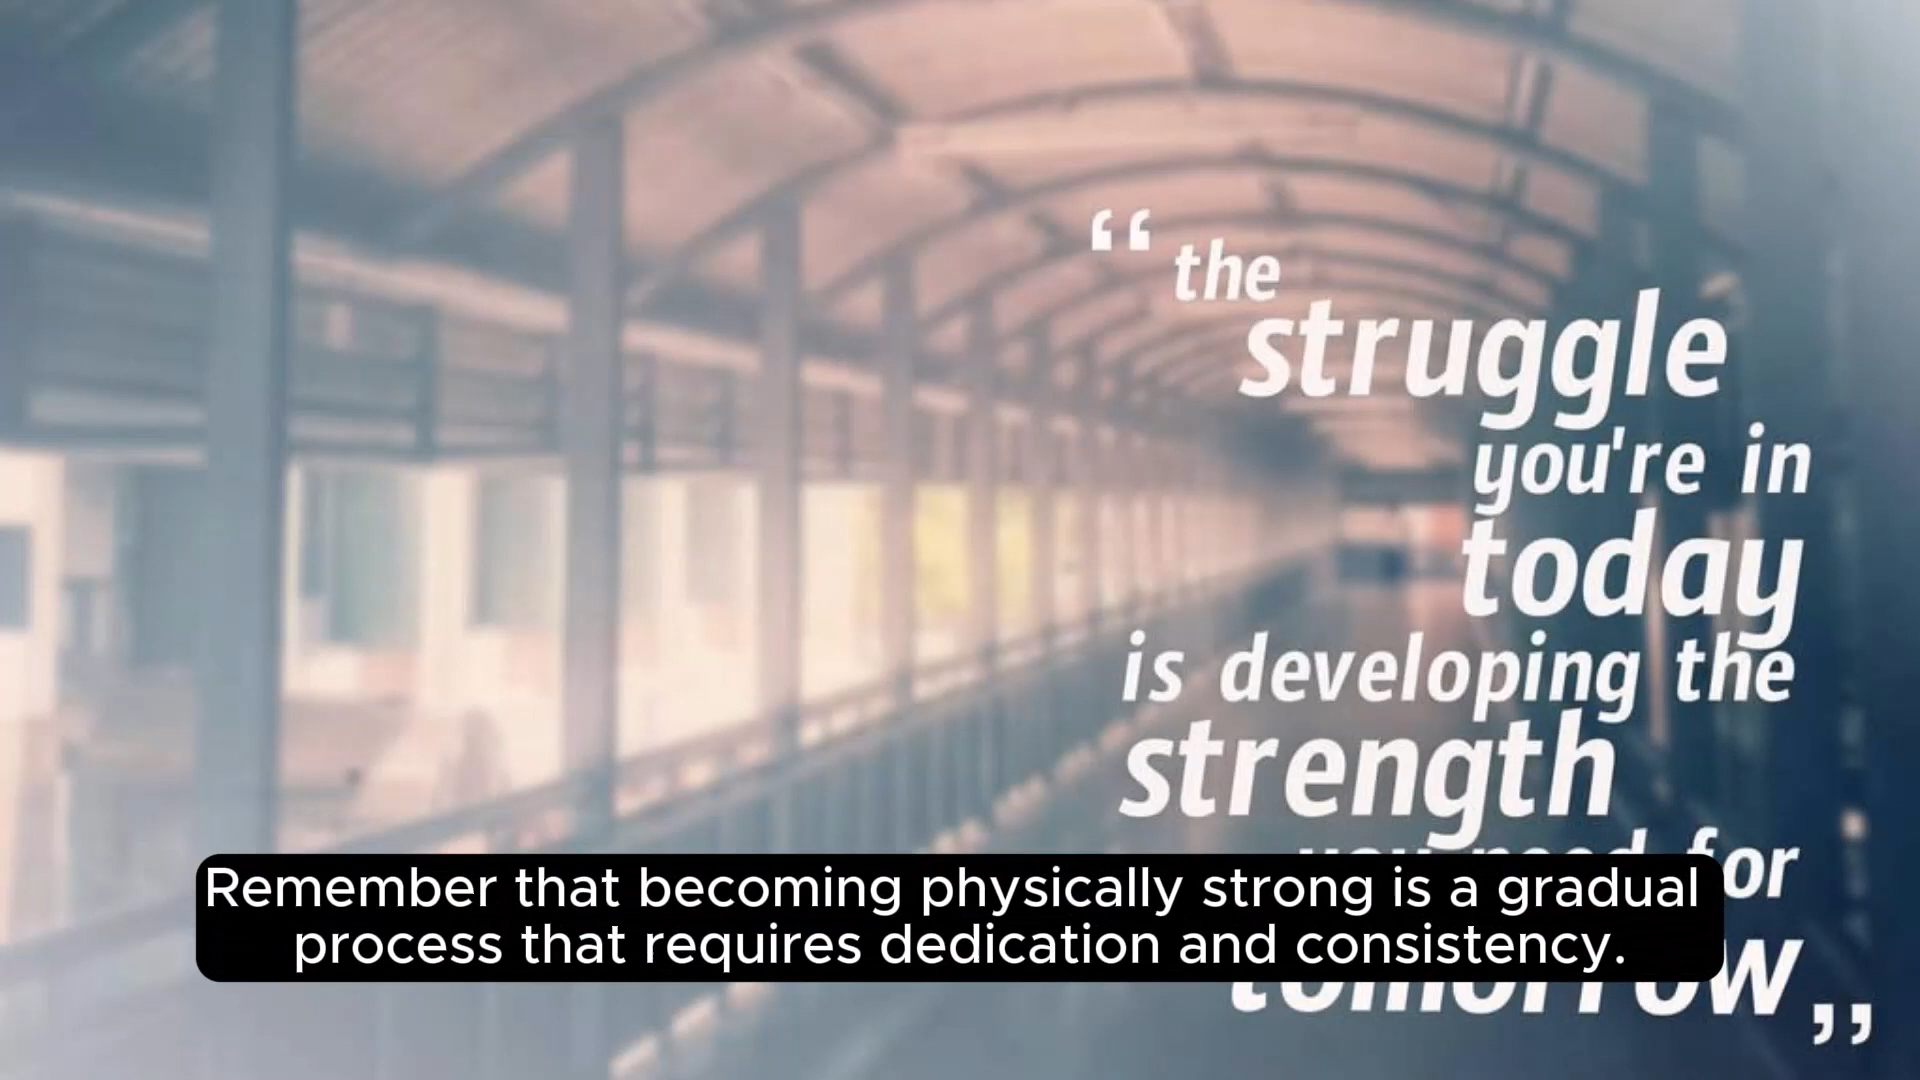 “ the
struggle
you're in
today
is developing the
strength
you need for
tomorrow „
Remember that becoming physically strong is a gradual
process that requires dedication and consistency.